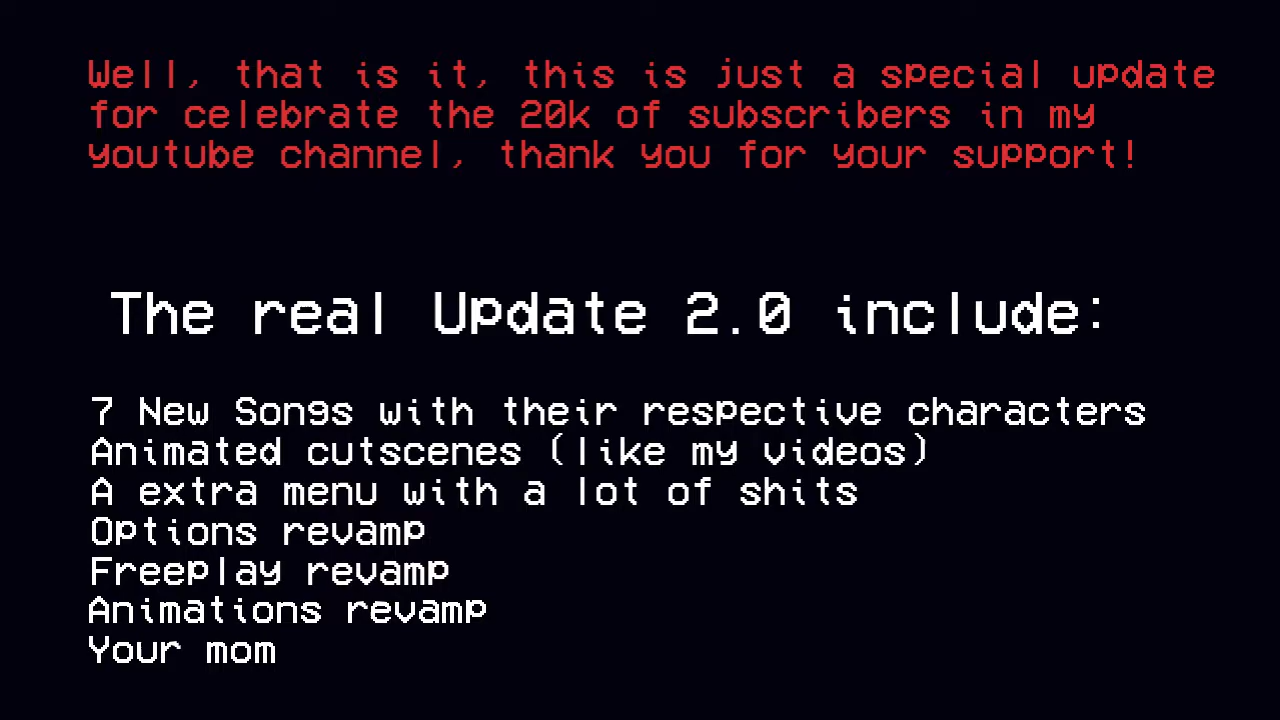 Well, that is it, this is just a special update
for celebrate the 20k of subscribers in my
youtube channel, thank you for your support!
The real Update 2.0 include:
7 New Songs with their respective characters
Animated cutscenes (like my videos)
A extra menu with a lot of shits
Options revamp
Freeplay revamp
Animations revamp
Your mom